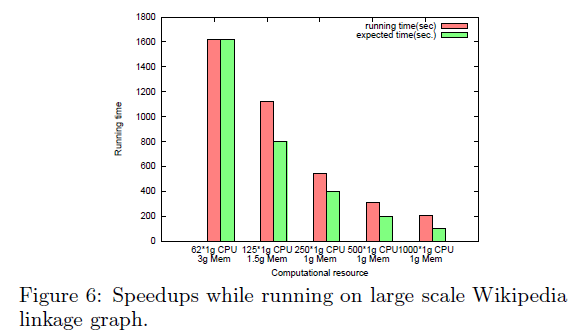 1800
1600
1400
1200
1000
800
600
400
200
0
Running time
running time(sec)
expected time(sec.)
62*1g CPU 125*1g CPU 250*1g CPU 500*1g CPU 1000*1g CPU
3g Mem 1.5g Mem 1g Mem 1g Mem 1g Mem
Computational resource
Figure 6: Speedups while running on large scale Wikipedia
linkage graph.